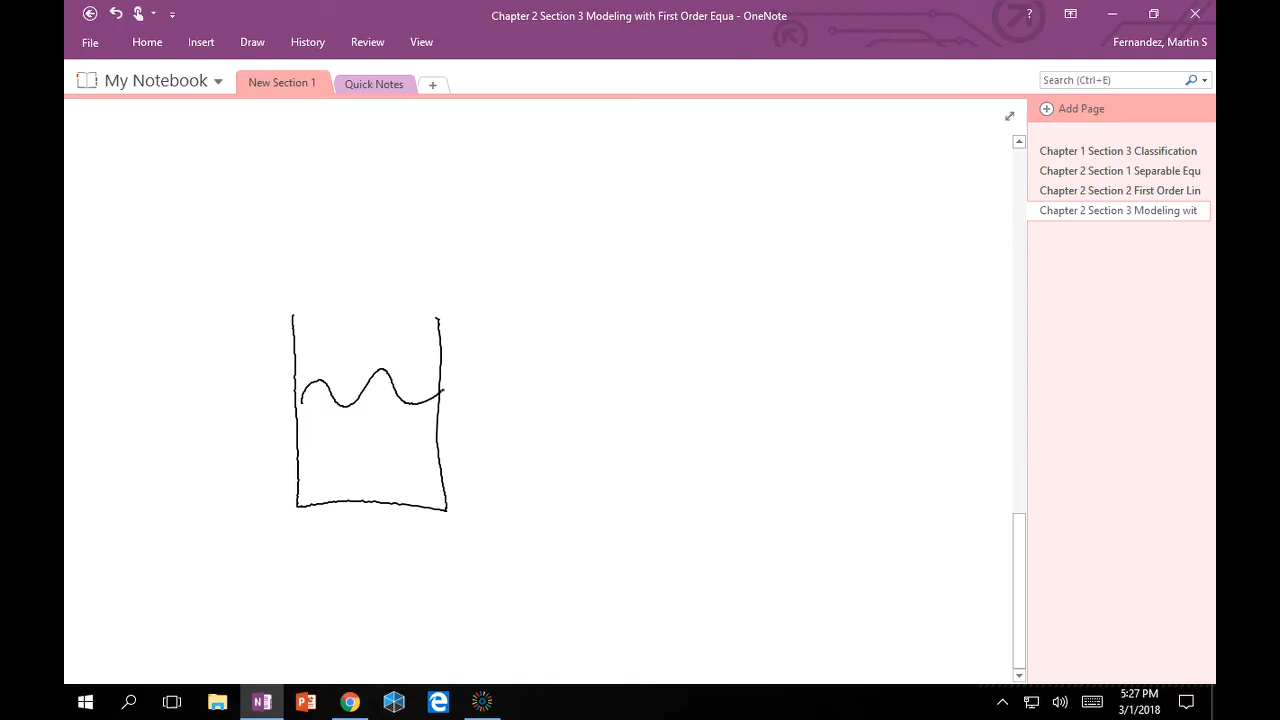 Chapter 2 Section 3 Modeling with First Order Equa - OneNote
?
File Home Insert Draw History Review View
Fernandez, Martin S
My Notebook New Section 1 Quick Notes +
Search (Ctrl+E)
Add Page
Chapter 1 Section 3 Classification
Chapter 2 Section 1 Separable Equ
Chapter 2 Section 2 First Order Lin
Chapter 2 Section 3 Modeling wit
5:27 PM
3/1/2018